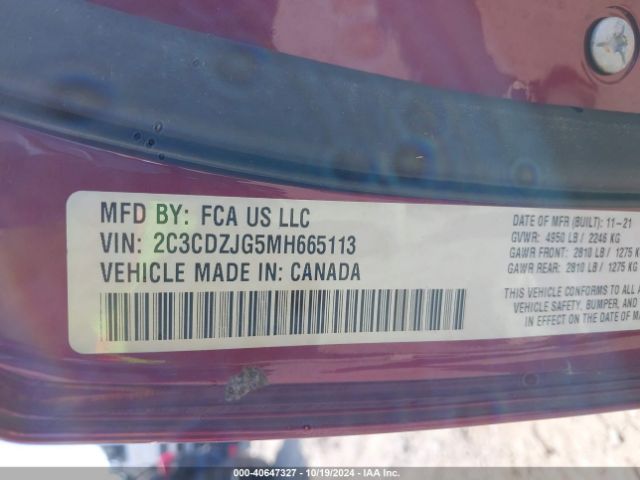 MFD BY: FCA US LLC
VIN: 2C3CDZJG5MH665113
VEHICLE MADE IN: CANADA
DATE OF MFR (BUILT): 11-21
GVWR: 4950 LB / 2246 KG
GAWR FRONT: 2810 LB / 1275 KG
GAWR REAR: 2810 LB / 1275 KG
THIS VEHICLE CONFORMS TO ALL A
VEHICLE SAFETY, BUMPER, AND
IN EFFECT ON THE DATE OF MA
000-40647327 - 10/19/2024 - IAA Inc.